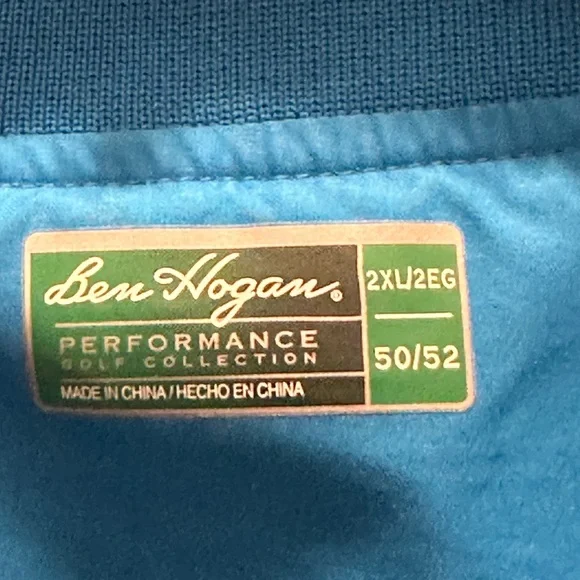 Ben Hogan®
PERFORMANCE
GOLF COLLECTION
MADE IN CHINA / HECHO EN CHINA
2XL/2EG
50/52